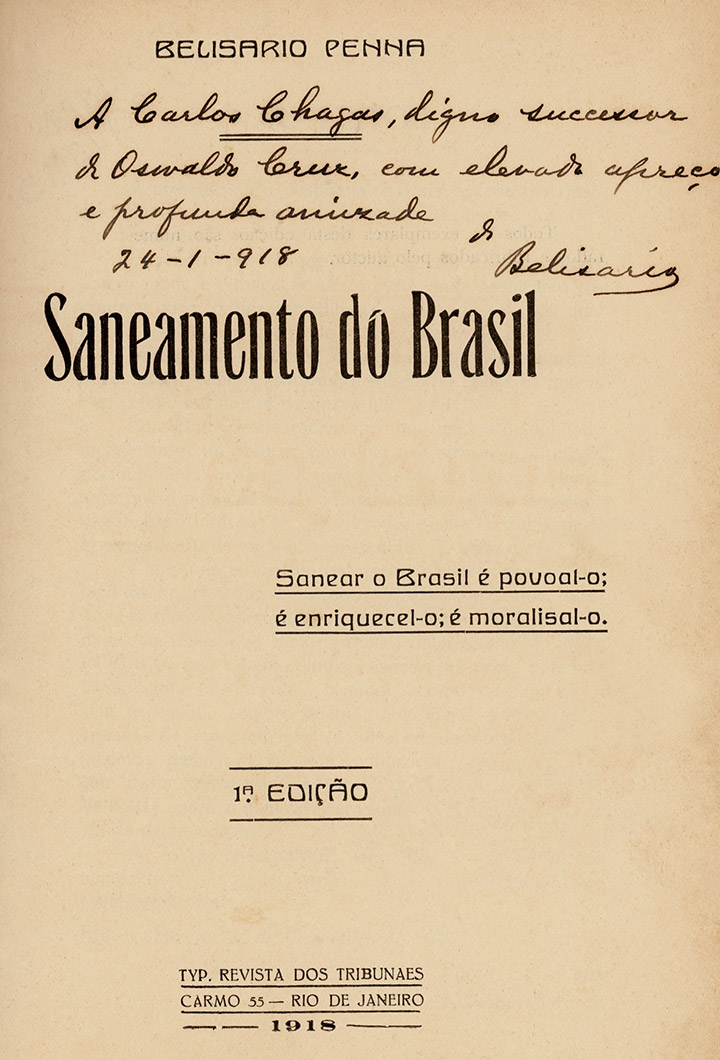 BELISARIO PENNA
A Carlos Chagas, digno successor
de Oswaldo Cruz, com elevado apreço
e profunda amizade
de
24-1-918
Belisario
Saneamento do Brasil
Sanear o Brasil é povoal-o;
é enriquecel-o; é moralisal-o.
1ª EDIÇÃO
TYP. REVISTA DOS TRIBUNAES
CARMO 55 — RIO DE JANEIRO
1918